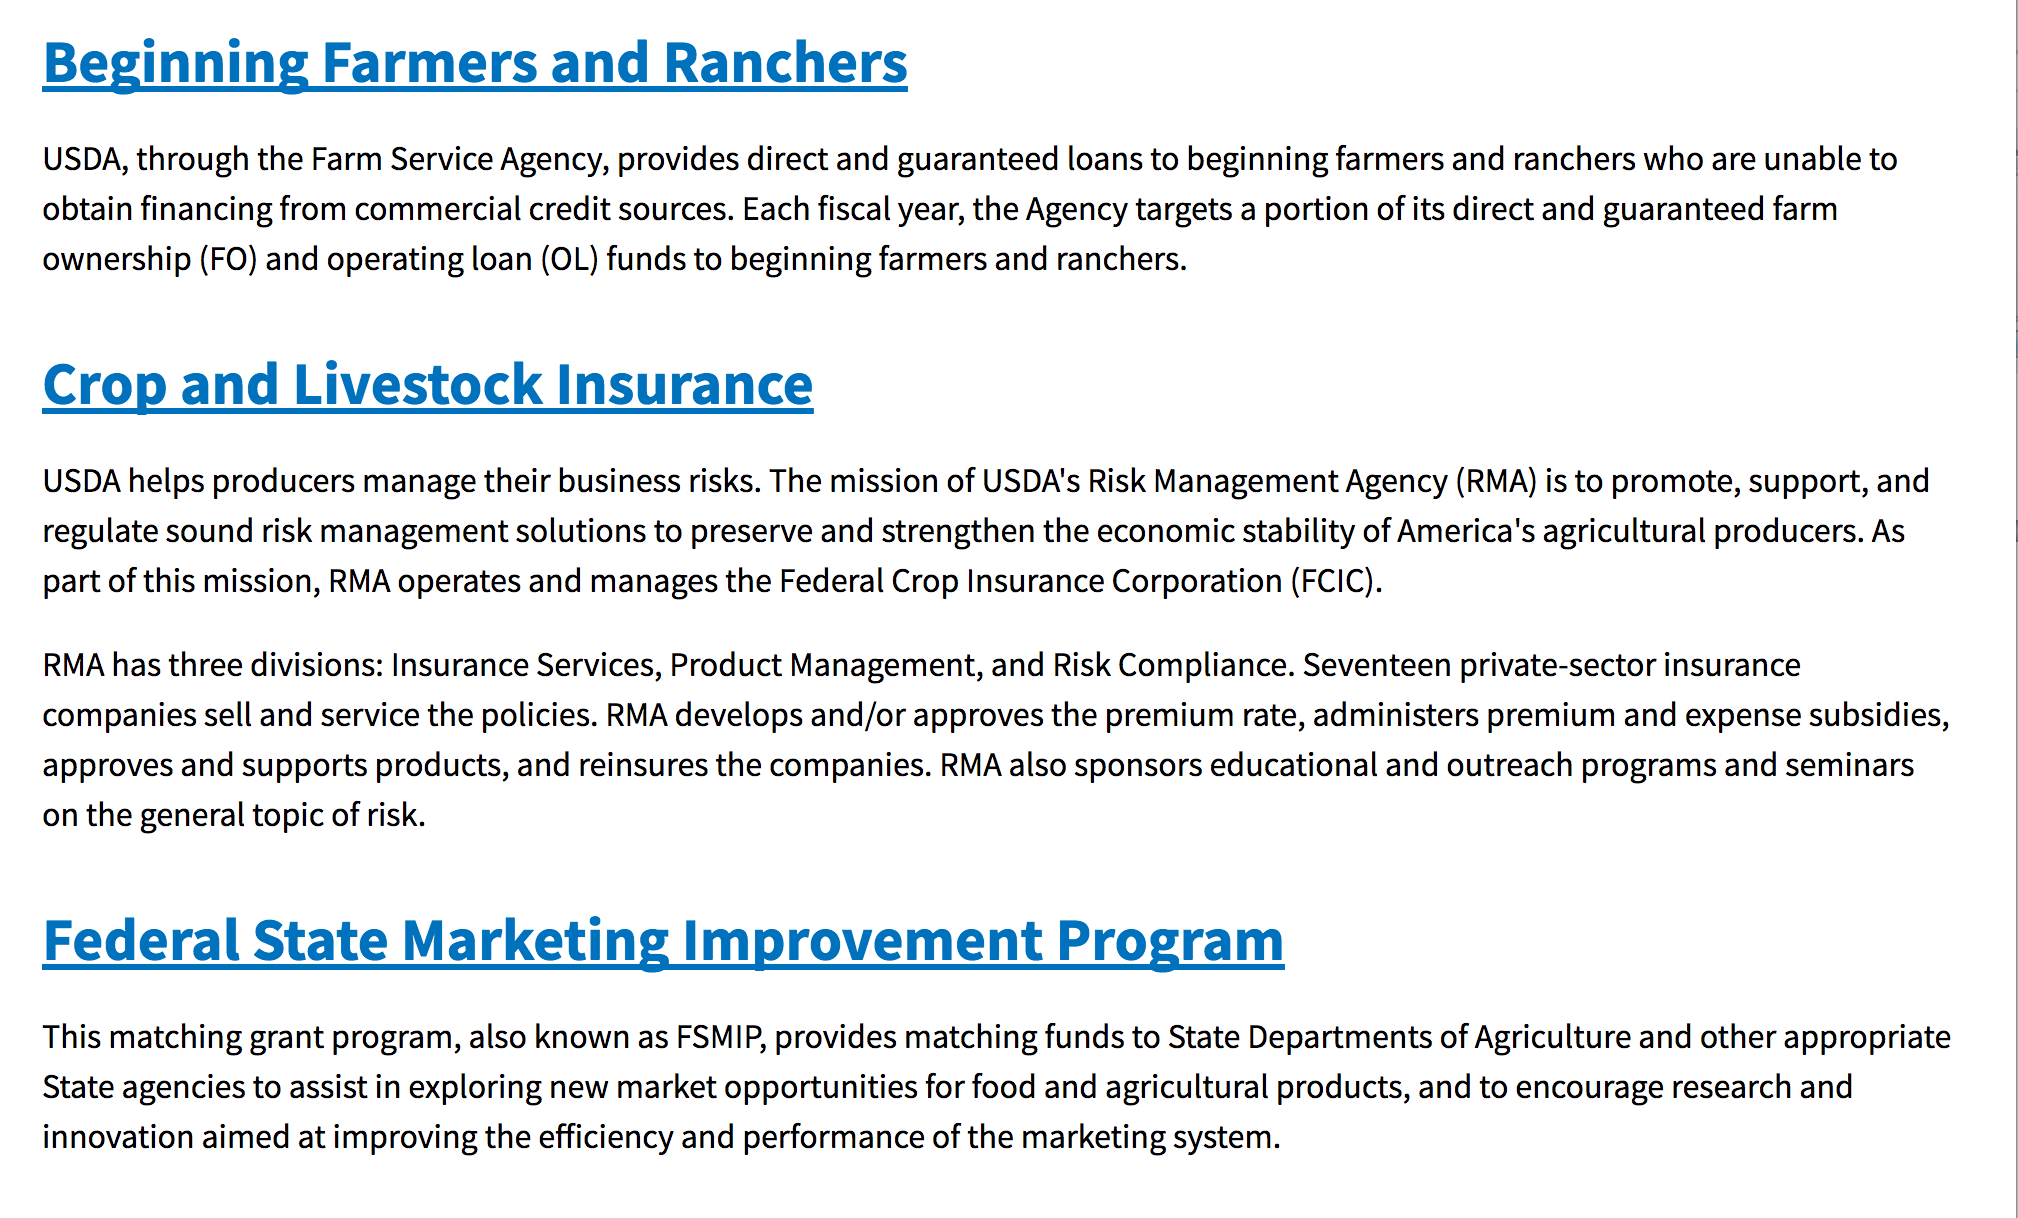 Beginning Farmers and Ranchers
USDA, through the Farm Service Agency, provides direct and guaranteed loans to beginning farmers and ranchers who are unable to
obtain financing from commercial credit sources. Each fiscal year, the Agency targets a portion of its direct and guaranteed farm
ownership (FO) and operating loan (OL) funds to beginning farmers and ranchers.
Crop and Livestock Insurance
USDA helps producers manage their business risks. The mission of USDA's Risk Management Agency (RMA) is to promote, support, and
regulate sound risk management solutions to preserve and strengthen the economic stability of America's agricultural producers. As
part of this mission, RMA operates and manages the Federal Crop Insurance Corporation (FCIC).
RMA has three divisions: Insurance Services, Product Management, and Risk Compliance. Seventeen private-sector insurance
companies sell and service the policies. RMA develops and/or approves the premium rate, administers premium and expense subsidies,
approves and supports products, and reinsures the companies. RMA also sponsors educational and outreach programs and seminars
on the general topic of risk.
Federal State Marketing Improvement Program
This matching grant program, also known as FSMIP, provides matching funds to State Departments of Agriculture and other appropriate
State agencies to assist in exploring new market opportunities for food and agricultural products, and to encourage research and
innovation aimed at improving the efficiency and performance of the marketing system.